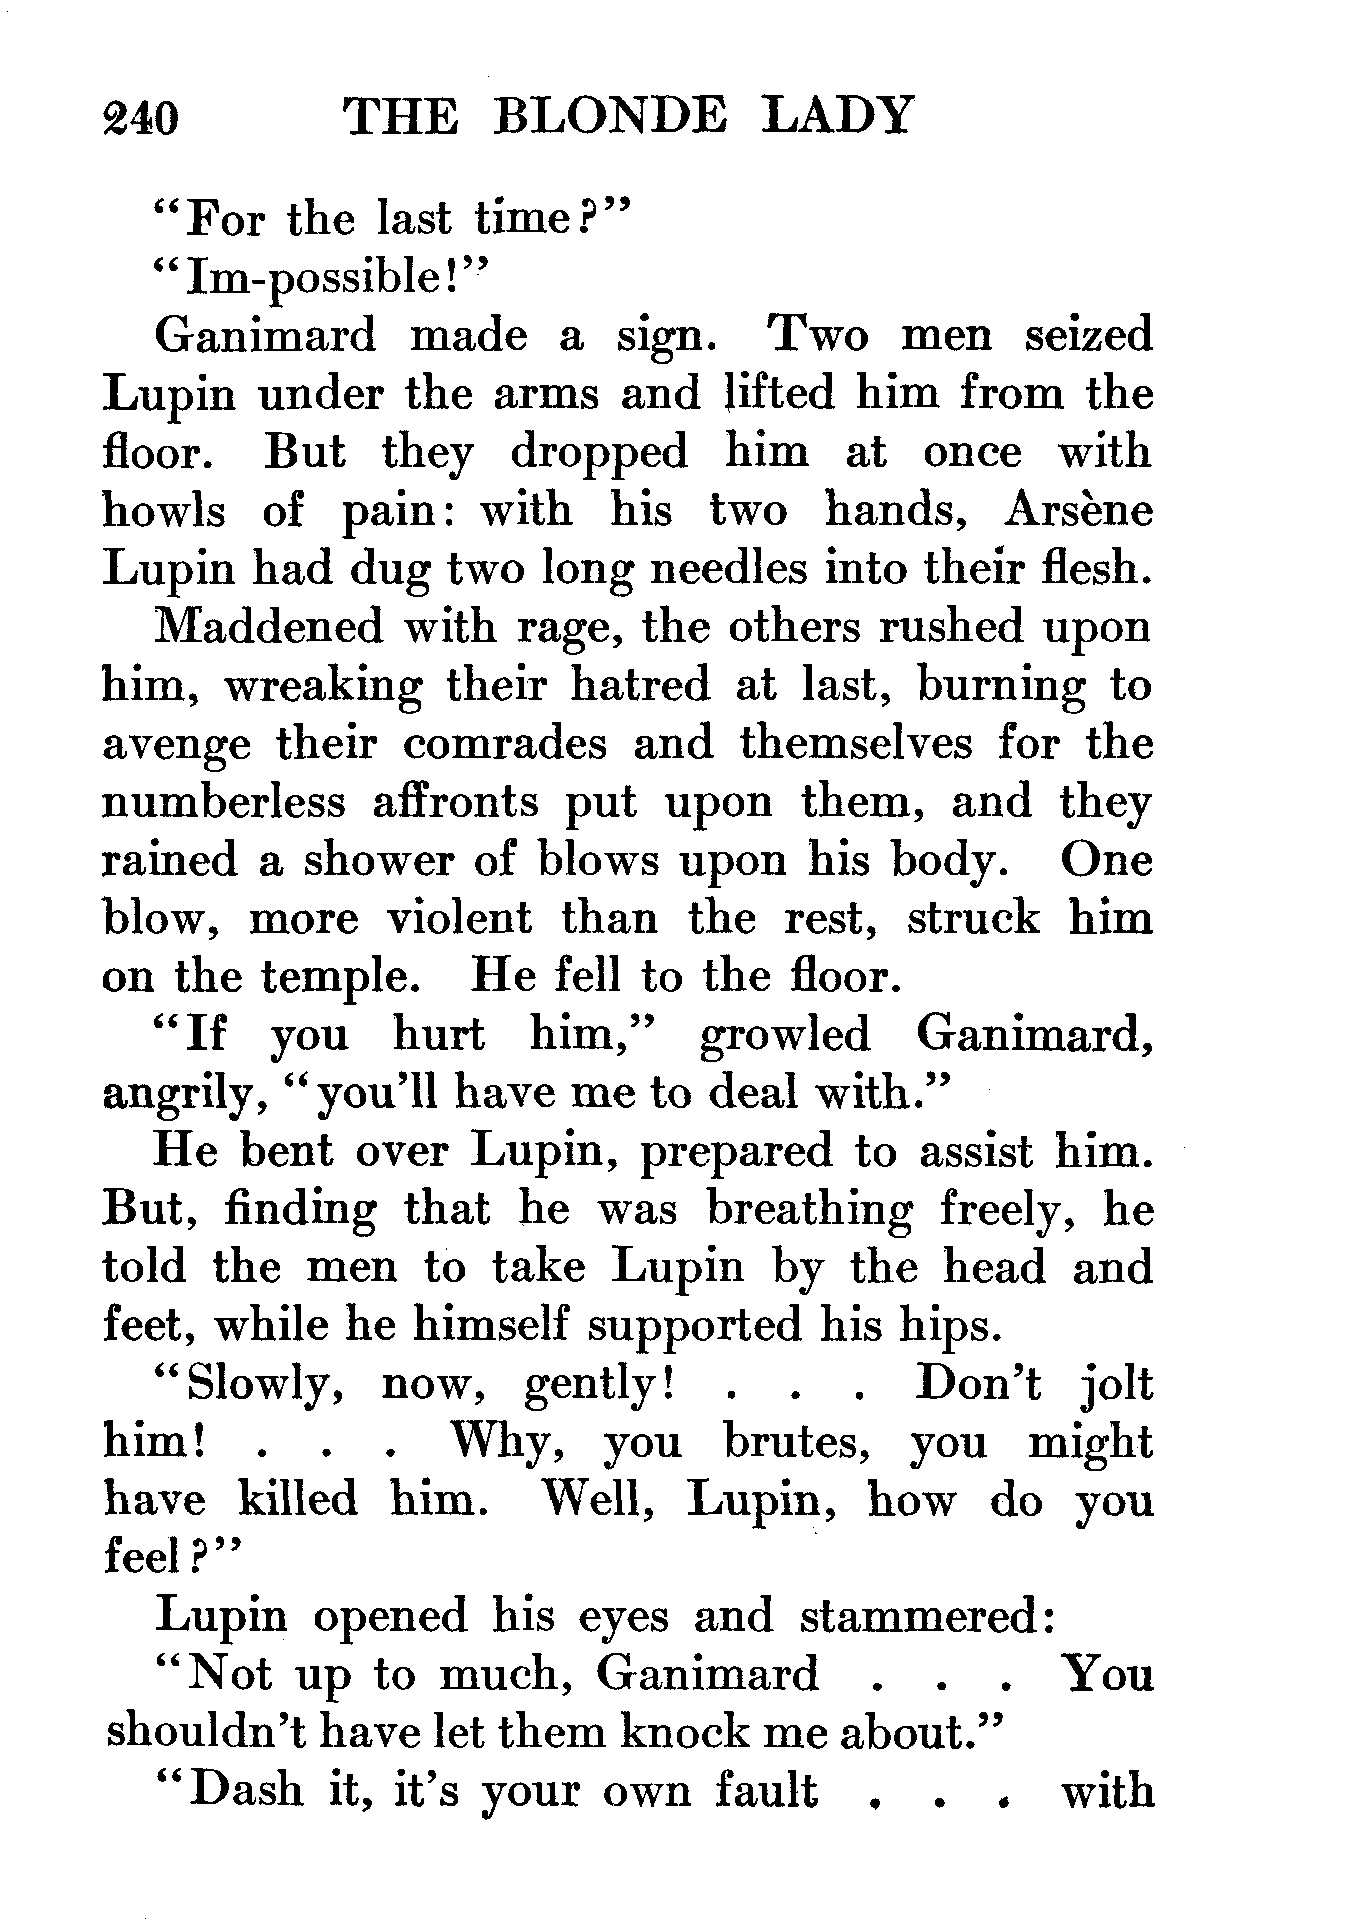 240 THE BLONDE LADY
“For the last time?”
“Im-possible!”
Ganimard made a sign. Two men seized
Lupin under the arms and lifted him from the
floor. But they dropped him at once with
howls of pain: with his two hands, Arsène
Lupin had dug two long needles into their flesh.
Maddened with rage, the others rushed upon
him, wreaking their hatred at last, burning to
avenge their comrades and themselves for the
numberless affronts put upon them, and they
rained a shower of blows upon his body. One
blow, more violent than the rest, struck him
on the temple. He fell to the floor.
“If you hurt him,” growled Ganimard,
angrily, “you’ll have me to deal with.”
He bent over Lupin, prepared to assist him.
But, finding that he was breathing freely, he
told the men to take Lupin by the head and
feet, while he himself supported his hips.
“Slowly, now, gently! . . . Don’t jolt
him! . . . Why, you brutes, you might
have killed him. Well, Lupin, how do you
feel?”
Lupin opened his eyes and stammered:
“Not up to much, Ganimard . . . You
shouldn’t have let them knock me about.”
“Dash it, it’s your own fault . . . with